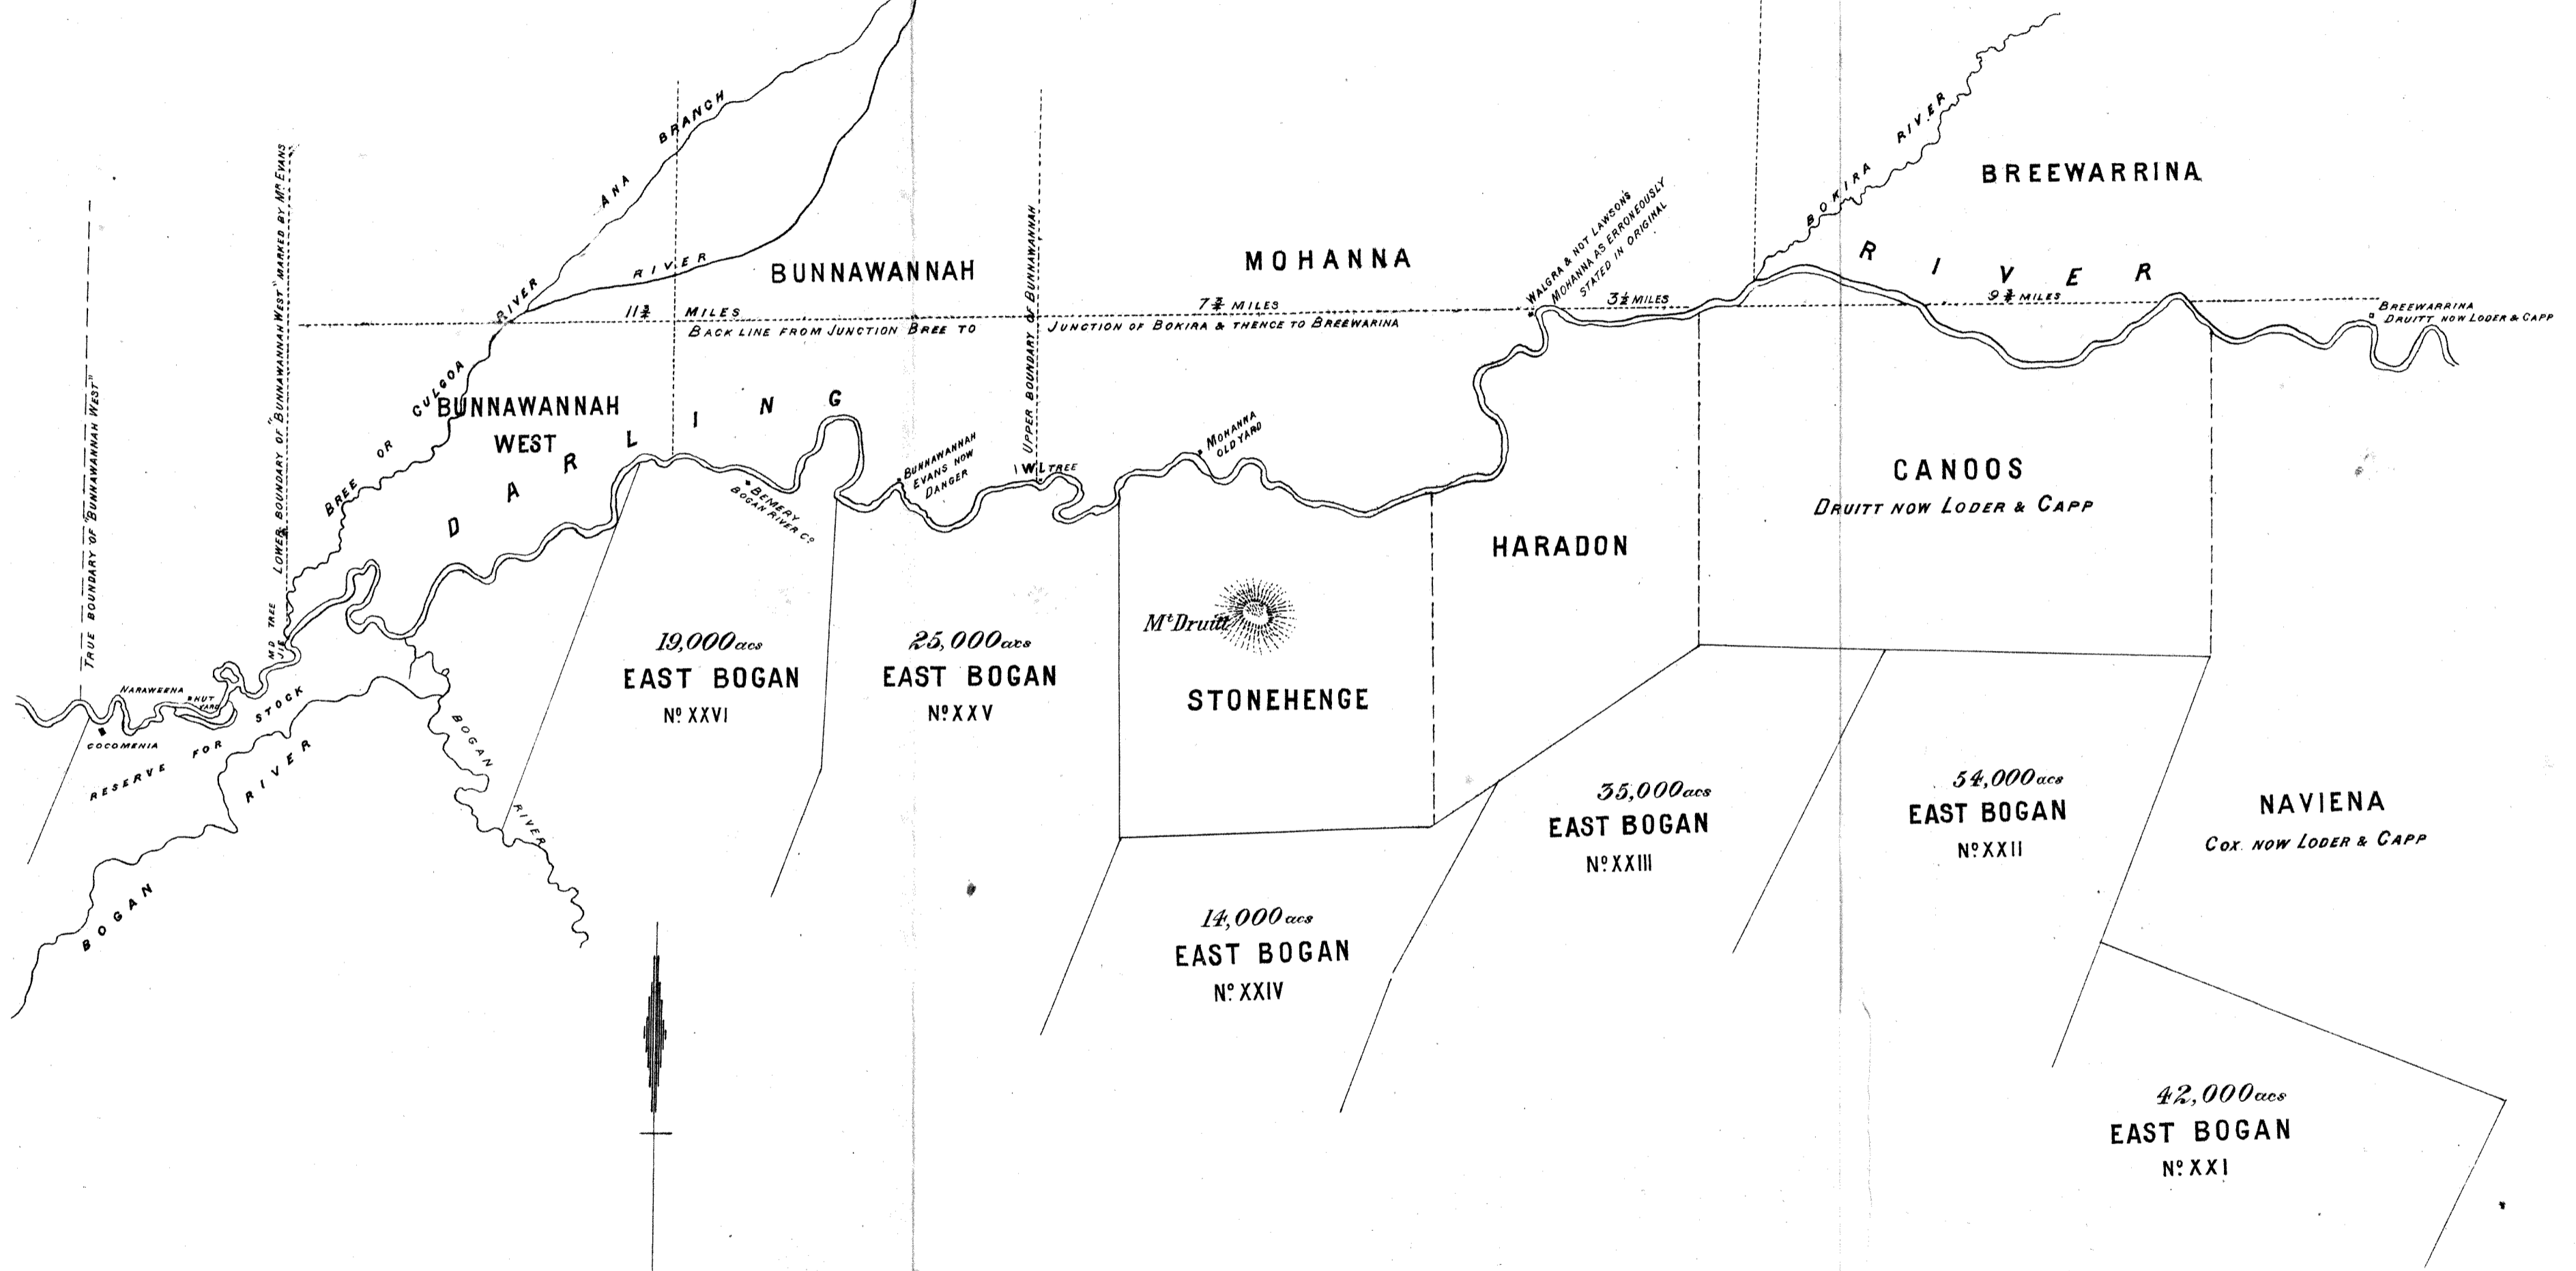 ANA BRANCH
RIVER
BREE OR CULGOA RIVER
BOKIRA RIVER
BREEWARRINA
BUNNAWANNAH
MOHANNA
WALGRA & NOT LAWSON'S
MOHANNA AS ERRONEOUSLY
STATED IN ORIGINAL
DARLING RIVER
11¾ MILES
7¾ MILES
3½ MILES
9¾ MILES
BACK LINE FROM JUNCTION BREE TO JUNCTION OF BOKIRA & THENCE TO BREEWARINA
BREEWARRINA
DRUITT NOW LODER & CAPP
TRUE BOUNDARY OF "BUNNAWANNAH WEST"
LOWER BOUNDARY OF "BUNNAWANNAH WEST" MARKED BY MR. EVANS
UPPER BOUNDARY OF BUNNAWANNAH
BUNNAWANNAH
WEST
MD TREE
BEMERY
BOGAN RIVER Co.
BUNNAWANNAH
EVANS NOW
DANGER
WL TREE
MOHANNA
OLD YARD
CANOOS
DRUITT NOW LODER & CAPP
HARADON
Mt Druitt
STONEHENGE
19,000 acs
EAST BOGAN
No. XXVI
25,000 acs
EAST BOGAN
No. XXV
NARAWEENA
HUT
YARD
COCOMENIA
RESERVE FOR STOCK
BOGAN RIVER
BOGAN RIVER
14,000 acs
EAST BOGAN
No. XXIV
35,000 acs
EAST BOGAN
No. XXIII
54,000 acs
EAST BOGAN
No. XXII
NAVIENA
COX. NOW LODER & CAPP
42,000 acs
EAST BOGAN
No. XXI